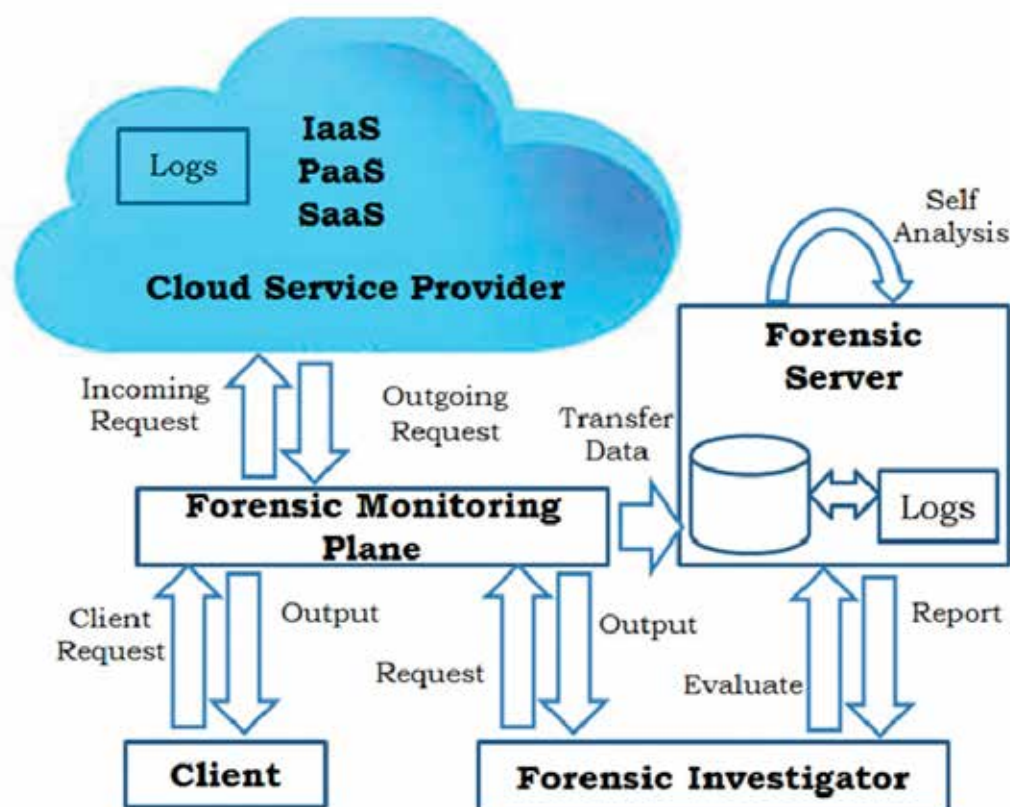 IaaS
PaaS
SaaS
Logs
Cloud Service Provider
Self
Analysis
Incoming
Request
Outgoing
Request
Transfer
Data
Forensic
Server
Logs
Forensic Monitoring
Plane
Client
Request
Output
Request
Output
Evaluate
Report
Client
Forensic Investigator